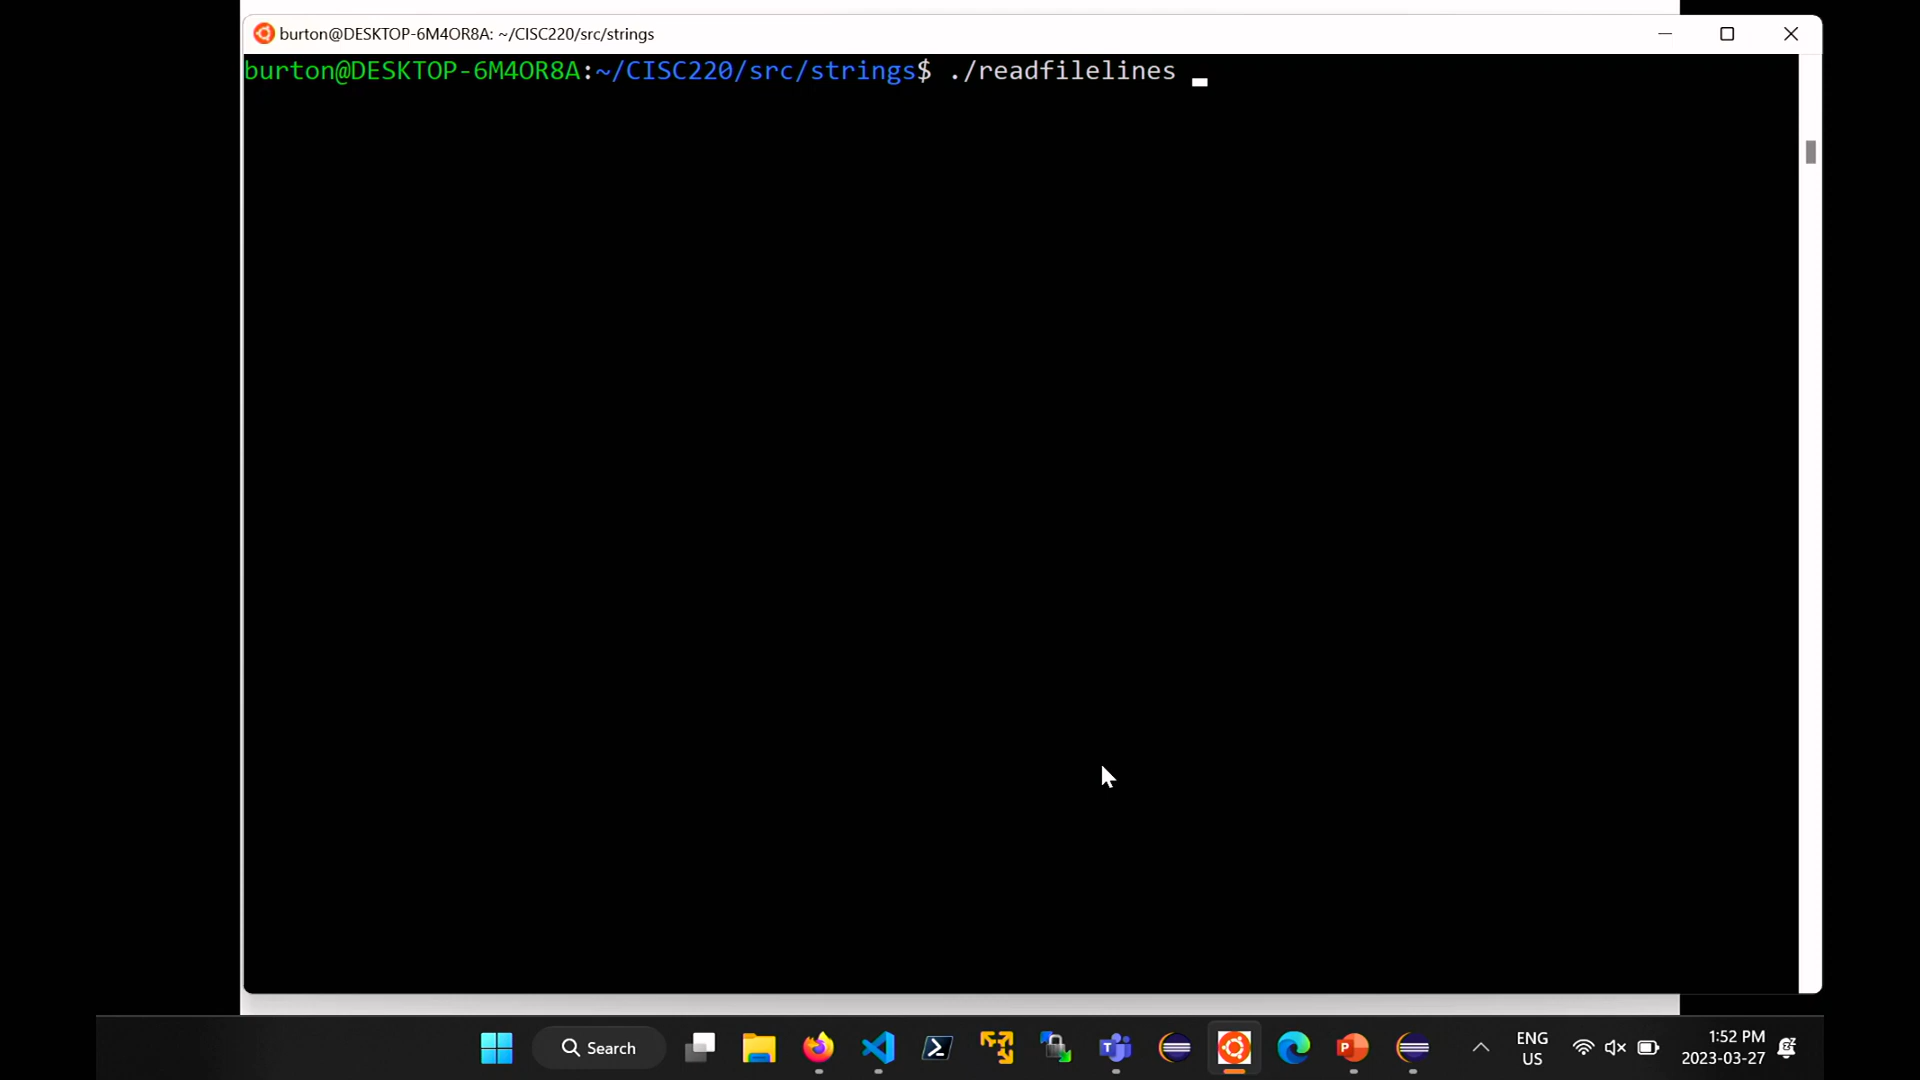 burton@DESKTOP-6M4OR8A: ~/CISC220/src/strings
burton@DESKTOP-6M4OR8A:~/CISC220/src/strings$ ./readfilelines
Search
ENG
US
1:52 PM
2023-03-27